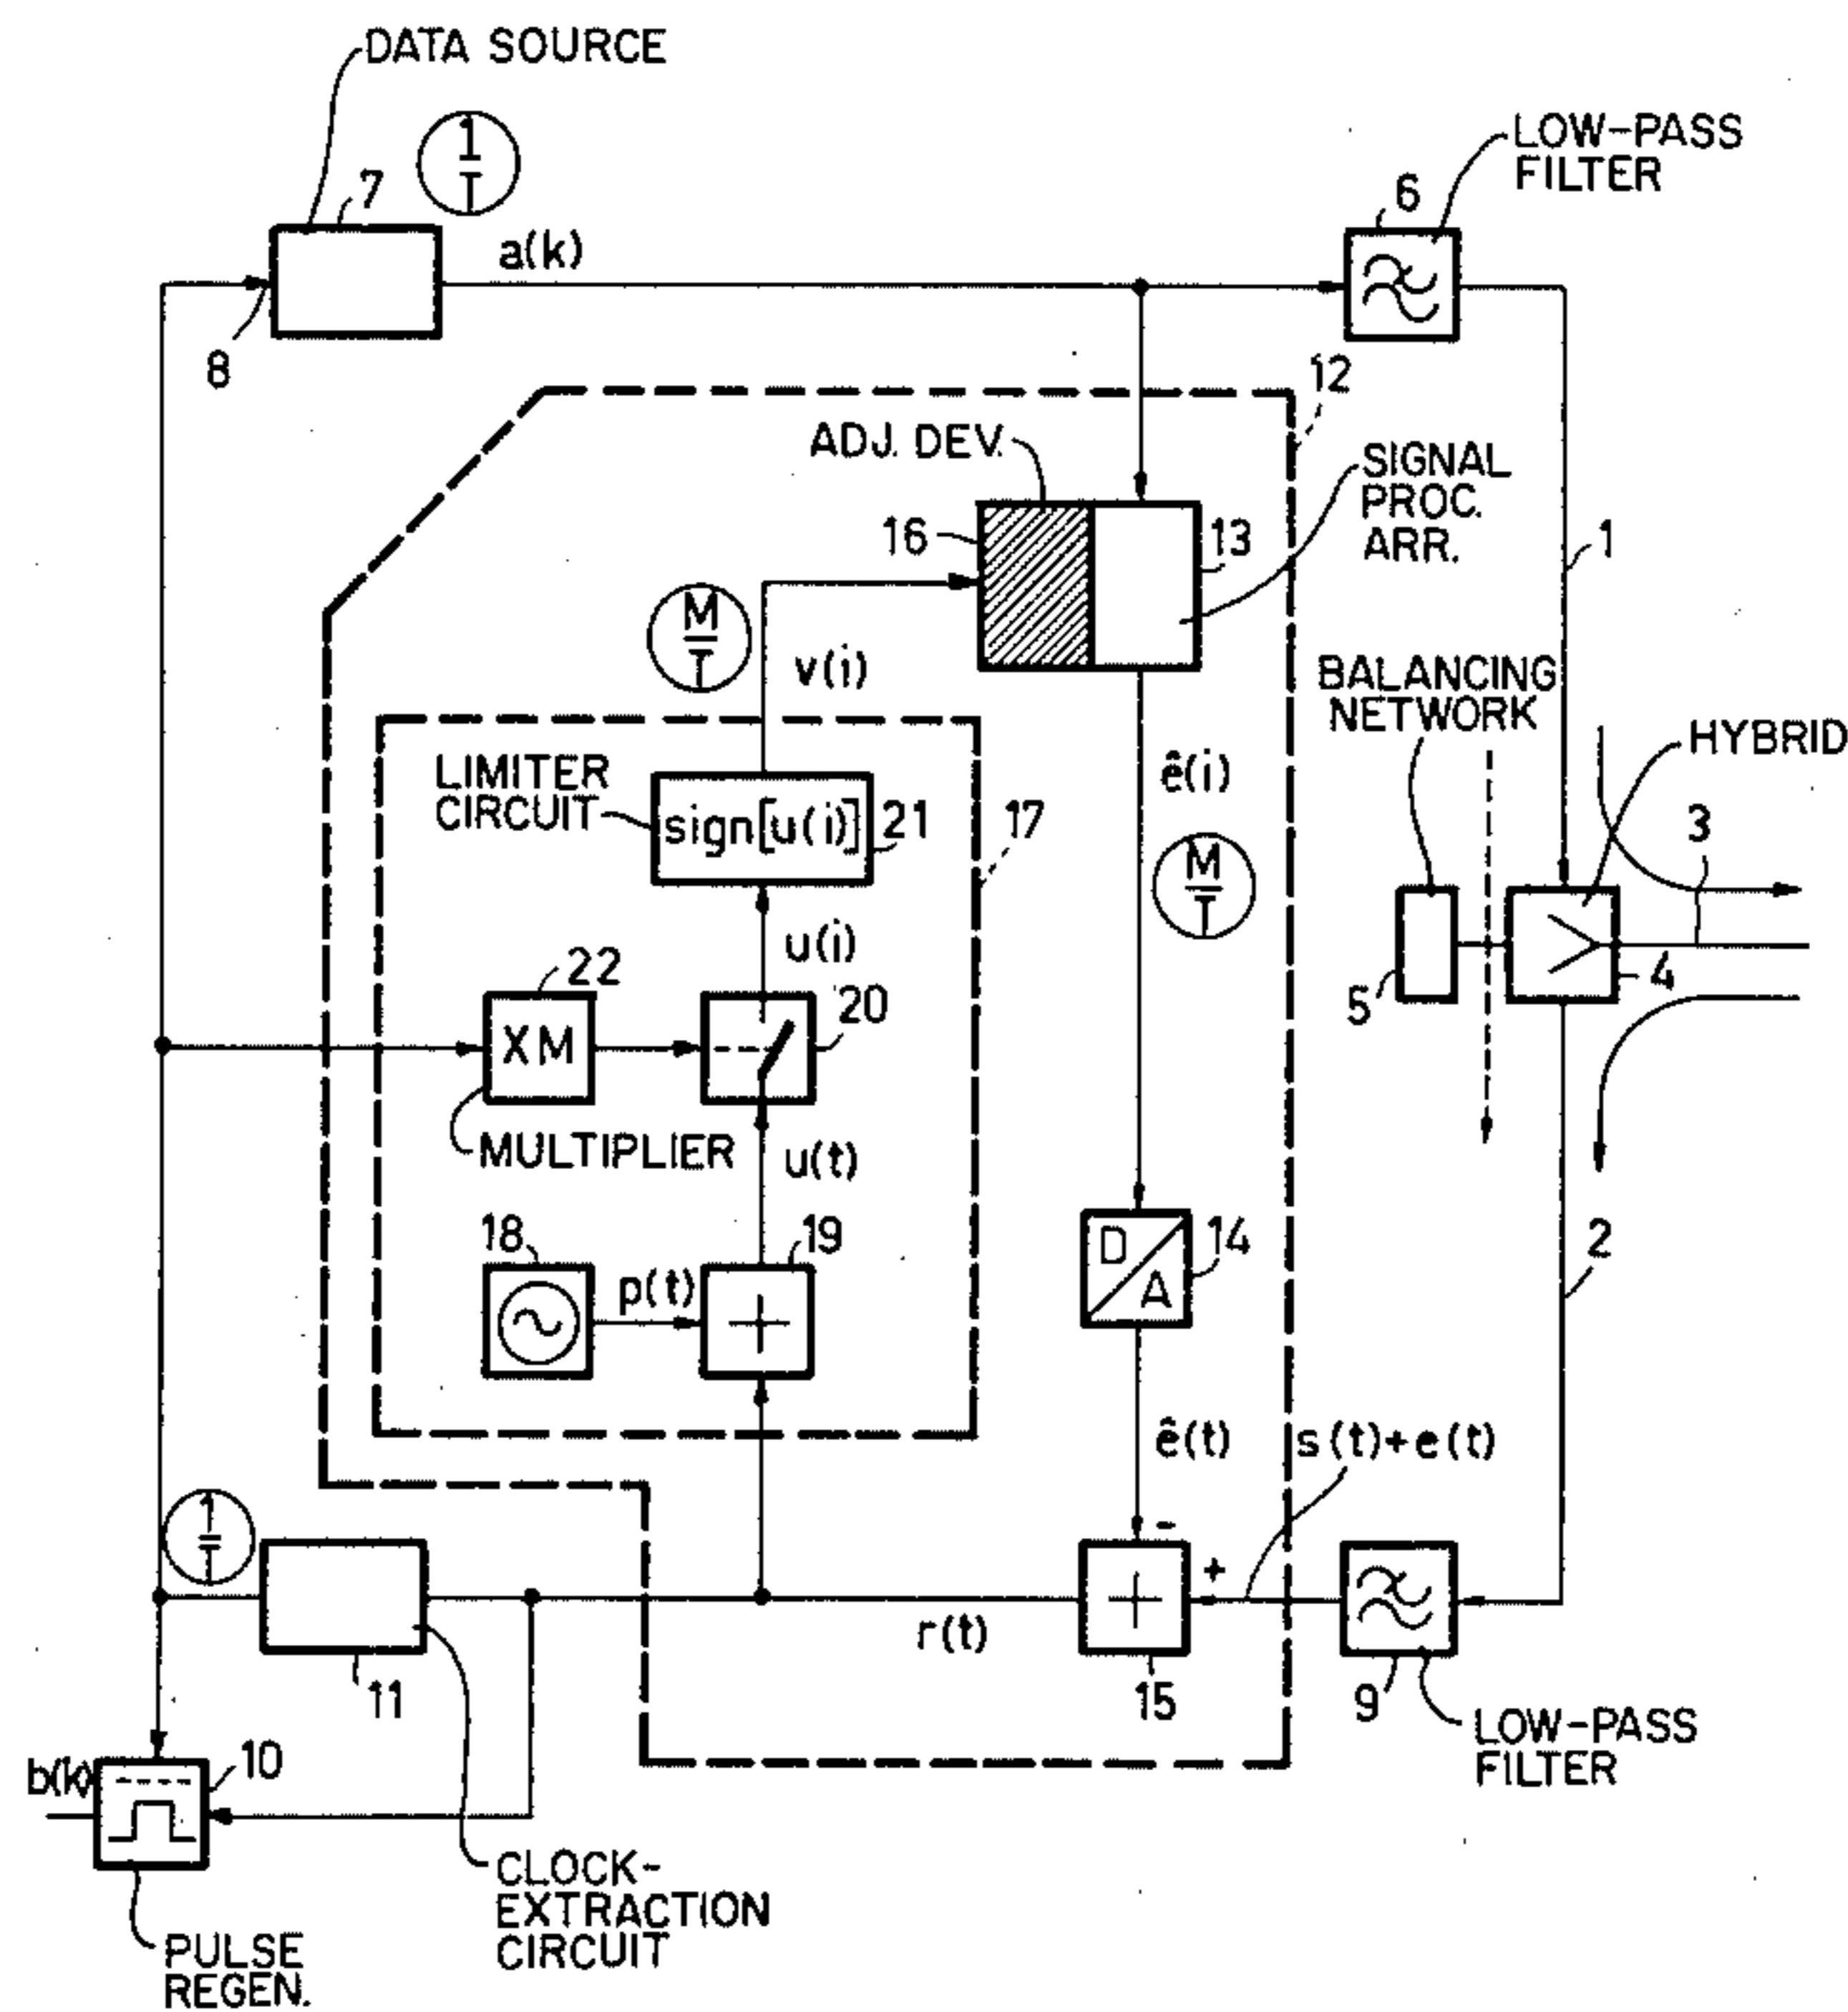 DATA SOURCE
1
T
LOW-PASS
FILTER
7
6
a(k)
8
12
ADJ. DEV.
SIGNAL
PROC.
ARR.
16
13
1
M
T
v(i)
BALANCING
NETWORK
HYBRID
LIMITER
CIRCUIT
sign[u(i)]
21
17
ê(i)
3
M
T
u(i)
22
20
5
4
XM
MULTIPLIER
u(t)
18
19
D
A
14
2
p(t)
+
ê(t)
s(t)+e(t)
1
T
-
+
+
r(t)
11
15
9
LOW-PASS
FILTER
b(k)
10
CLOCK-
EXTRACTION
CIRCUIT
PULSE
REGEN.